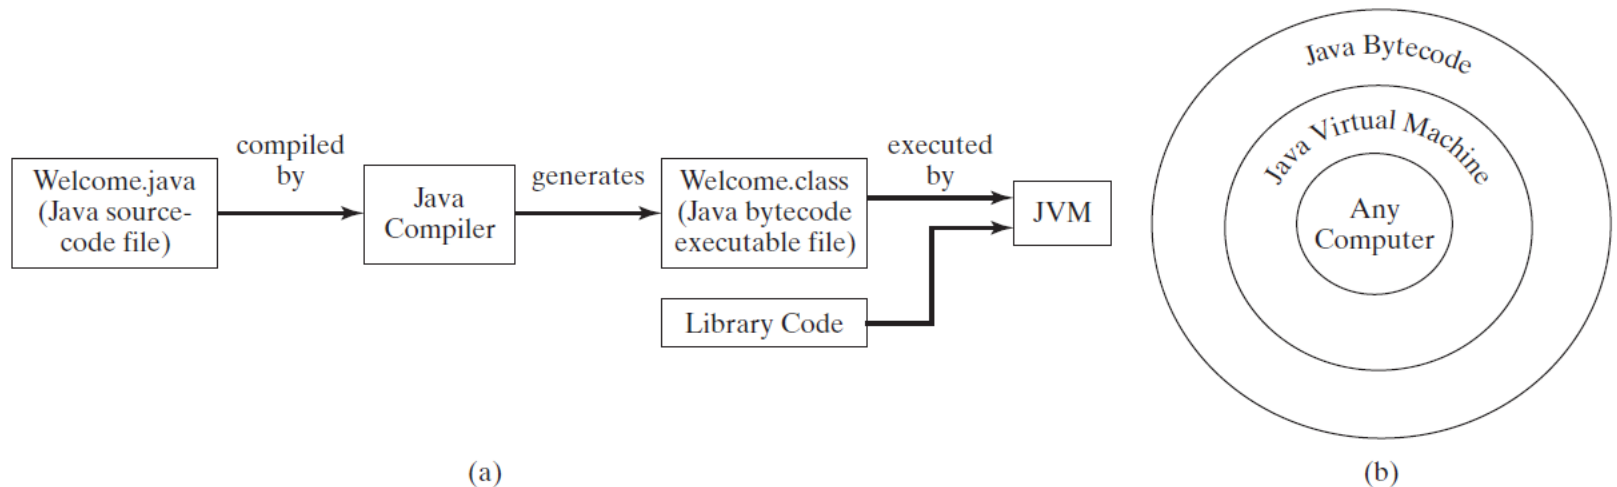 compiled
by
Welcome.java
(Java source-
code file)
Java
Compiler
generates
Welcome.class
(Java bytecode
executable file)
executed
by
JVM
Library Code
(a)
Java Bytecode
Java Virtual Machine
Any
Computer
(b)